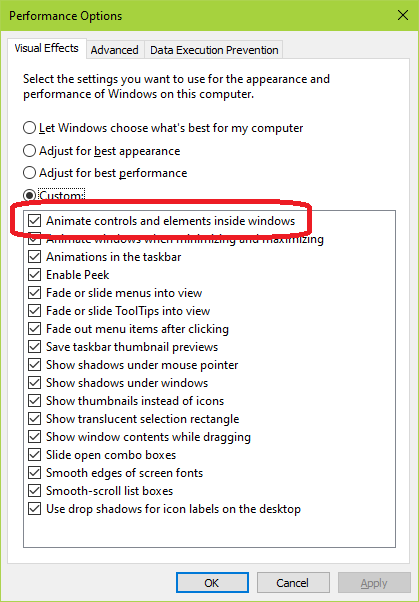 Performance Options
Visual Effects Advanced Data Execution Prevention
Select the settings you want to use for the appearance and
performance of Windows on this computer.
Let Windows choose what's best for my computer
Adjust for best appearance
Adjust for best performance
Custom:
Animate controls and elements inside windows
Animate windows when minimizing and maximizing
Animations in the taskbar
Enable Peek
Fade or slide menus into view
Fade or slide ToolTips into view
Fade out menu items after clicking
Save taskbar thumbnail previews
Show shadows under mouse pointer
Show shadows under windows
Show thumbnails instead of icons
Show translucent selection rectangle
Show window contents while dragging
Slide open combo boxes
Smooth edges of screen fonts
Smooth-scroll list boxes
Use drop shadows for icon labels on the desktop
OK Cancel Apply